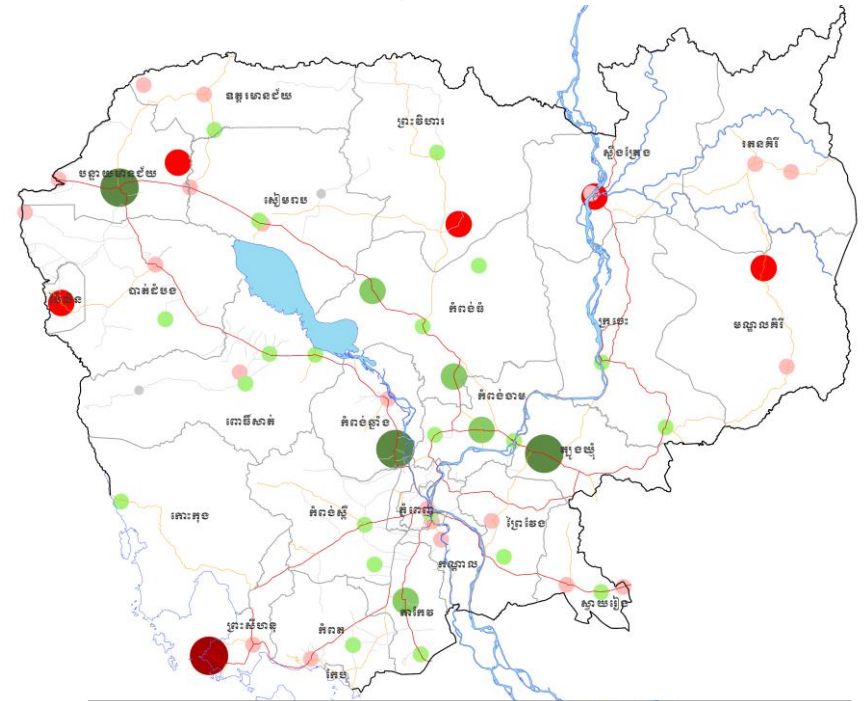 ឧត្តរមានជ័យ
ព្រះវិហារ
រតនគិរី
ស្ទឹងត្រែង
បន្ទាយមានជ័យ
សៀមរាប
បាត់ដំបង
កំពង់ធំ
ក្រចេះ
មណ្ឌលគិរី
កំពង់ចាម
ពោធិ៍សាត់
កំពង់ឆ្នាំង
ត្បូងឃ្មុំ
កោះកុង
កំពង់ស្ពឺ
ភ្នំពេញ
ព្រៃវែង
កណ្ដាល
ស្វាយរៀង
តាកែវ
ព្រះសីហនុ
កំពត
កែប